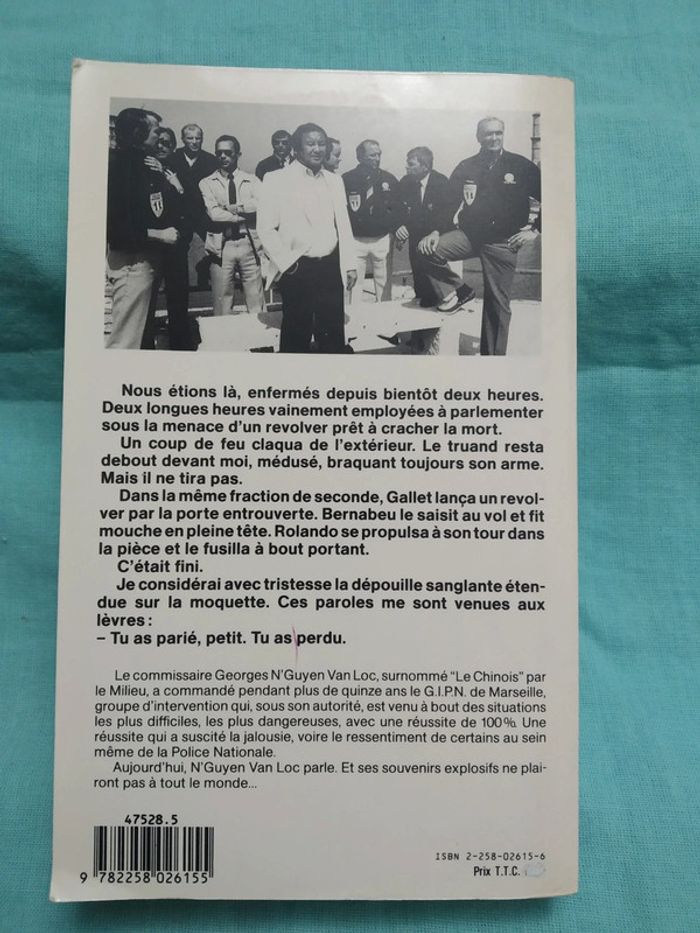 Nous étions là, enfermés depuis bientôt deux heures.
Deux longues heures vainement employées à parlementer
sous la menace d'un revolver prêt à cracher la mort.
Un coup de feu claqua de l'extérieur. Le truand resta
debout devant moi, médusé, braquant toujours son arme.
Mais il ne tira pas.
Dans la même fraction de seconde, Gallet lança un revol-
ver par la porte entrouverte. Bernabeu le saisit au vol et fit
mouche en pleine tête. Rolando se propulsa à son tour dans
la pièce et le fusilla à bout portant.
C'était fini.
Je considérai avec tristesse la dépouille sanglante éten-
due sur la moquette. Ces paroles me sont venues aux
lèvres :
– Tu as parié, petit. Tu as perdu.
Le commissaire Georges N'Guyen Van Loc, surnommé "Le Chinois" par
le Milieu, a commandé pendant plus de quinze ans le G.I.P.N. de Marseille,
groupe d'intervention qui, sous son autorité, est venu à bout des situations
les plus difficiles, les plus dangereuses, avec une réussite de 100%. Une
réussite qui a suscité la jalousie, voire le ressentiment de certains au sein
même de la Police Nationale.
Aujourd'hui, N'Guyen Van Loc parle. Et ses souvenirs explosifs ne plai-
ront pas à tout le monde...
47528.5
9 782258 026155
ISBN 2-258-02615-6
Prix T.T.C.